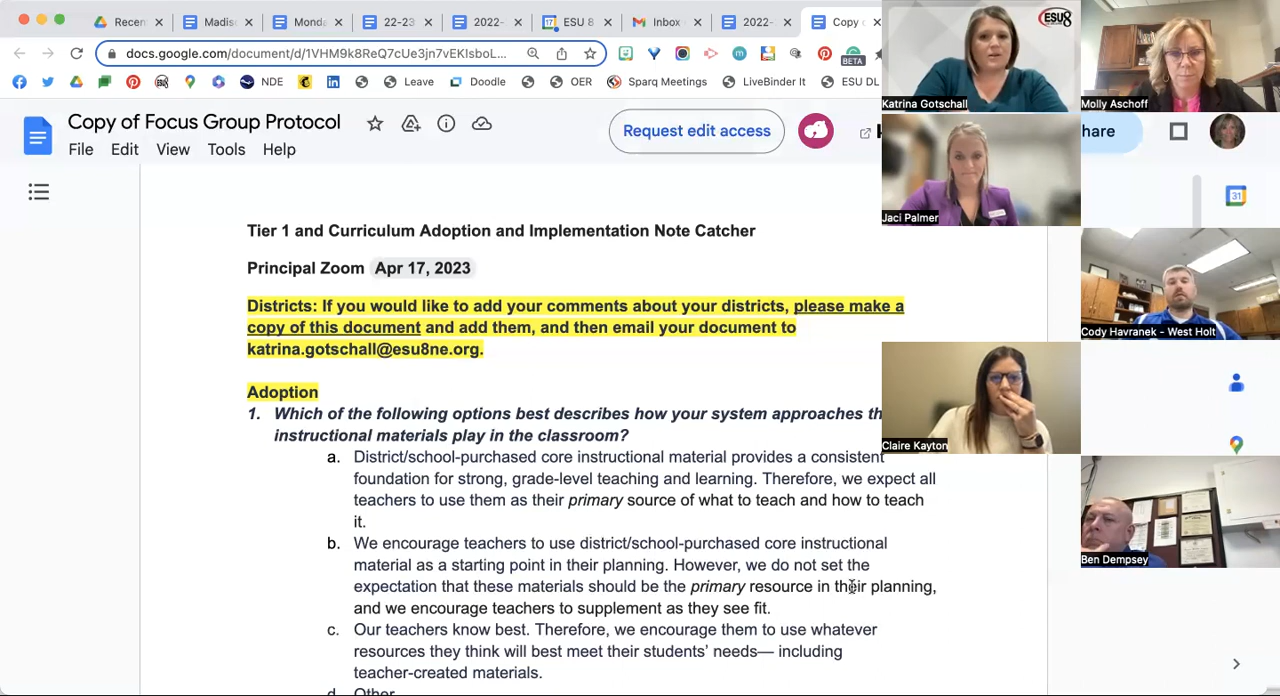 Recen
Madis
Monda
22-23
2022-
ESU 8
Inbox
2022-
Copy c
docs.google.com/document/d/1VHM9k8ReQ7cUe3jn7vEKIsboL...
BETA
NDE
Leave
Doodle
OER
Sparq Meetings
LiveBinder It
ESU DL
Copy of Focus Group Protocol
File Edit View Tools Help
Request edit access
hare
31
Tier 1 and Curriculum Adoption and Implementation Note Catcher
Principal Zoom Apr 17, 2023
Districts: If you would like to add your comments about your districts, please make a
copy of this document and add them, and then email your document to
katrina.gotschall@esu8ne.org.
Adoption
1. Which of the following options best describes how your system approaches th
instructional materials play in the classroom?
a. District/school-purchased core instructional material provides a consistent
foundation for strong, grade-level teaching and learning. Therefore, we expect all
teachers to use them as their primary source of what to teach and how to teach
it.
b. We encourage teachers to use district/school-purchased core instructional
material as a starting point in their planning. However, we do not set the
expectation that these materials should be the primary resource in their planning,
and we encourage teachers to supplement as they see fit.
c. Our teachers know best. Therefore, we encourage them to use whatever
resources they think will best meet their students' needs— including
teacher-created materials.
d. Other
ESU8
Katrina Gotschall
Molly Aschoff
Jaci Palmer
Cody Havranek - West Holt
Claire Kayton
Ben Dempsey